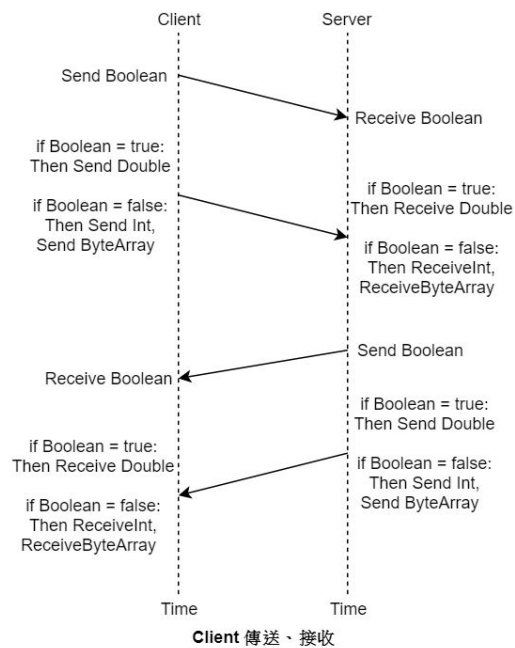 Client
Server
Send Boolean
Receive Boolean
if Boolean = true:
Then Send Double
if Boolean = false:
Then Send Int,
Send ByteArray
if Boolean = true:
Then Receive Double
if Boolean = false:
Then ReceiveInt,
ReceiveByteArray
Send Boolean
Receive Boolean
if Boolean = true:
Then Send Double
if Boolean = false:
Then Send Int,
Send ByteArray
if Boolean = true:
Then Receive Double
if Boolean = false:
Then ReceiveInt,
ReceiveByteArray
Time
Time
Client 傳送、接收